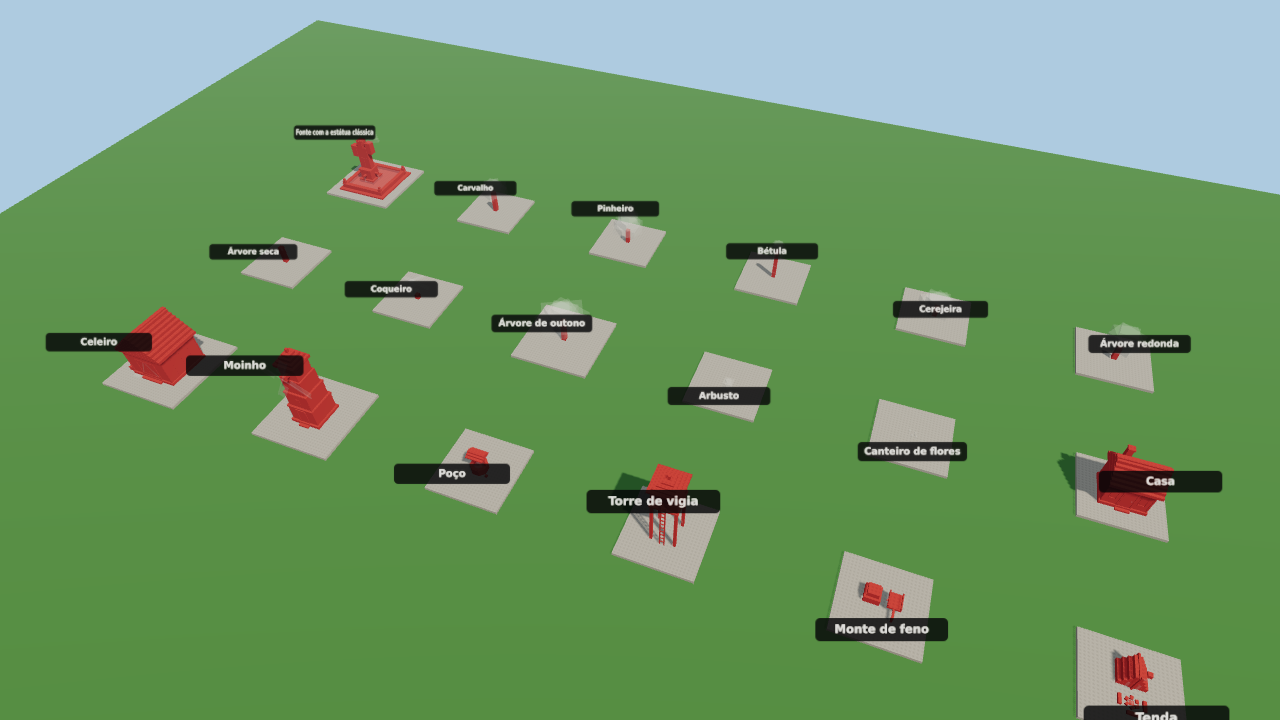 Fonte com a estátua clássica
Carvalho
Pinheiro
Árvore seca
Bétula
Coqueiro
Cerejeira
Árvore de outono
Celeiro
Árvore redonda
Moinho
Arbusto
Canteiro de flores
Poço
Casa
Torre de vigia
Monte de feno
Tenda